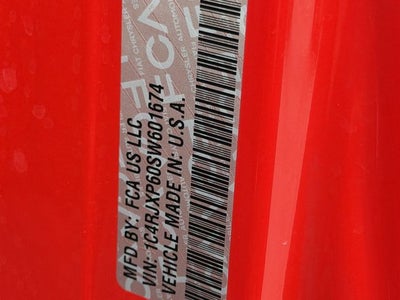 MFD BY: FCA US LLC
VIN: 1C4RJXP60SW601674
VEHICLE MADE IN: U.S.A.